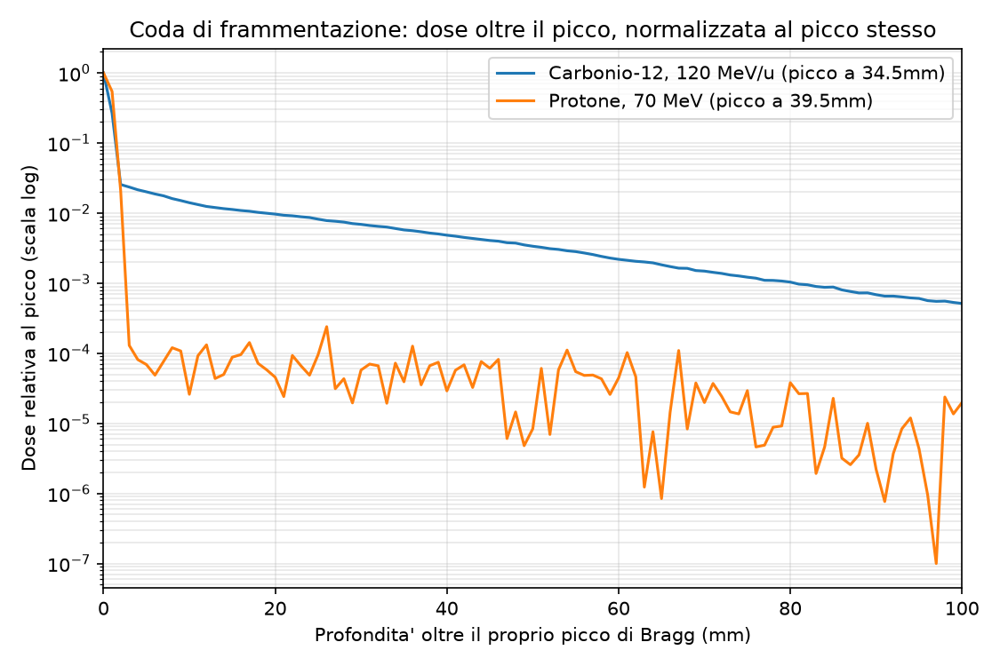 Coda di frammentazione: dose oltre il picco, normalizzata al picco stesso
Carbonio-12, 120 MeV/u (picco a 34.5mm)
Protone, 70 MeV (picco a 39.5mm)
Dose relativa al picco (scala log)
10⁰
10⁻¹
10⁻²
10⁻³
10⁻⁴
10⁻⁵
10⁻⁶
10⁻⁷
0 20 40 60 80 100
Profondita' oltre il proprio picco di Bragg (mm)